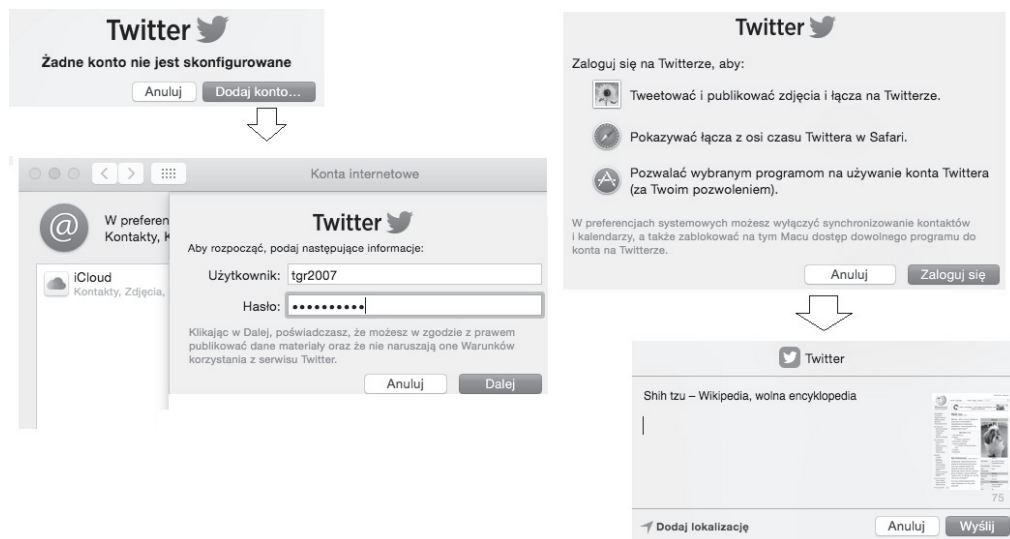 Twitter
Żadne konto nie jest skonfigurowane
Anuluj
Dodaj konto...
Konta internetowe
W preferen
Kontakty, K
iCloud
Kontakty, Zdjęcia,
Twitter
Aby rozpocząć, podaj następujące informacje:
Użytkownik: tgr2007
Hasło: ••••••••••
Klikając w Dalej, poświadczasz, że możesz w zgodzie z prawem
publikować dane materiały oraz że nie naruszają one Warunków
korzystania z serwisu Twitter.
Anuluj
Dalej
Twitter
Zaloguj się na Twitterze, aby:
Tweetować i publikować zdjęcia i łącza na Twitterze.
Pokazywać łącza z osi czasu Twittera w Safari.
Pozwalać wybranym programom na używanie konta Twittera
(za Twoim pozwoleniem).
W preferencjach systemowych możesz wyłączyć synchronizowanie kontaktów
i kalendarzy, a także zablokować na tym Macu dostęp dowolnego programu do
konta na Twitterze.
Anuluj
Zaloguj się
Twitter
Shih tzu – Wikipedia, wolna encyklopedia
75
Dodaj lokalizację
Anuluj
Wyślij